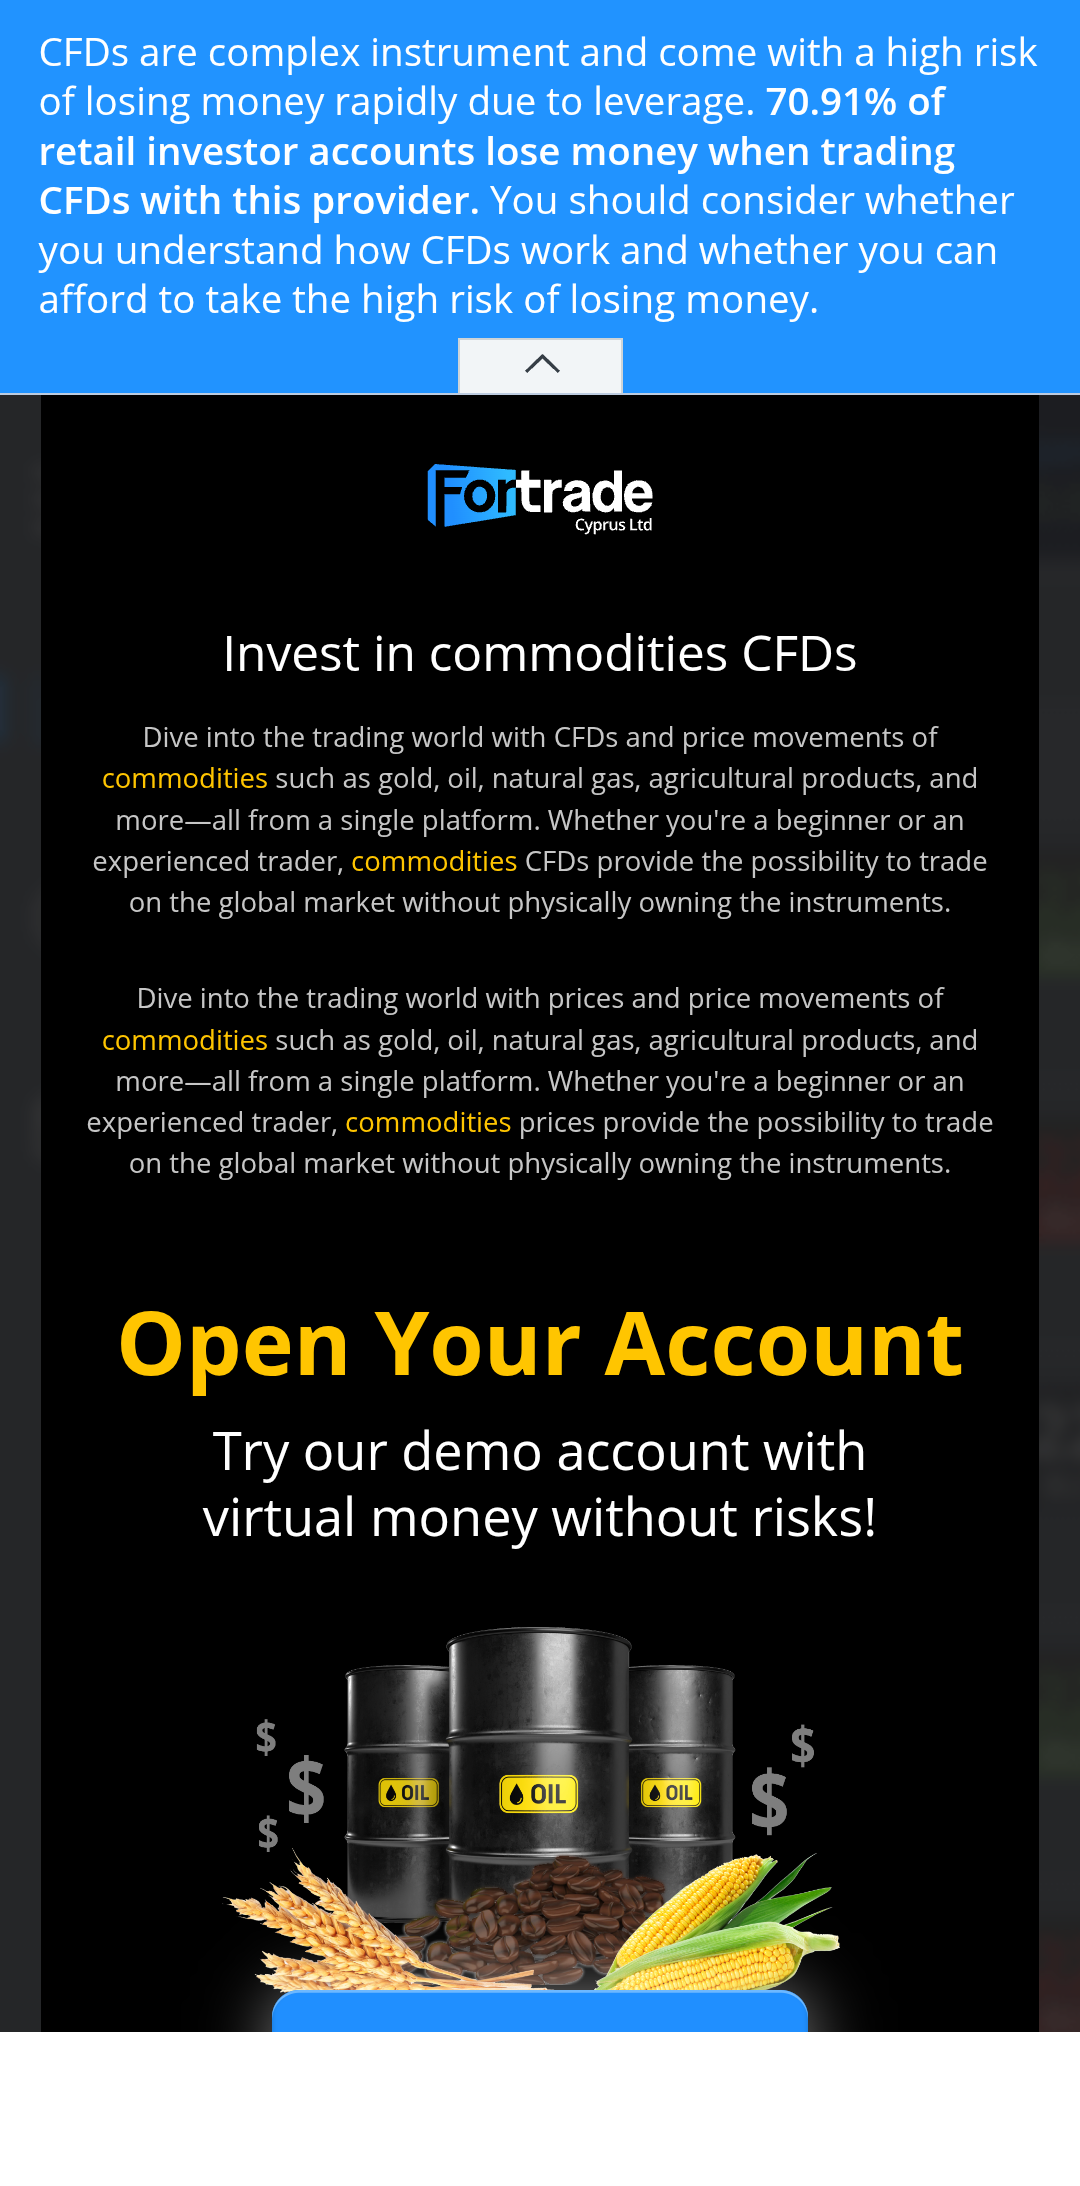 CFDs are complex instrument and come with a high risk
of losing money rapidly due to leverage. 70.91% of
retail investor accounts lose money when trading
CFDs with this provider. You should consider whether
you understand how CFDs work and whether you can
afford to take the high risk of losing money.
Fortrade
Cyprus Ltd
Invest in commodities CFDs
Dive into the trading world with CFDs and price movements of
commodities such as gold, oil, natural gas, agricultural products, and
more—all from a single platform. Whether you're a beginner or an
experienced trader, commodities CFDs provide the possibility to trade
on the global market without physically owning the instruments.
Dive into the trading world with prices and price movements of
commodities such as gold, oil, natural gas, agricultural products, and
more—all from a single platform. Whether you're a beginner or an
experienced trader, commodities prices provide the possibility to trade
on the global market without physically owning the instruments.
Open Your Account
Try our demo account with
virtual money without risks!
$ $
$ $
$
OIL OIL OIL